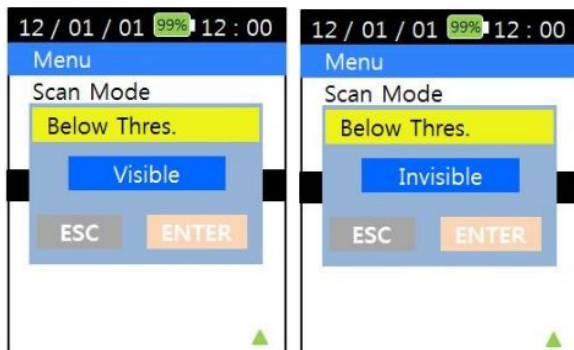 12 / 01 / 01 99% 12 : 00
Menu
Scan Mode
Below Thres.
Visible
ESC ENTER
12 / 01 / 01 99% 12 : 00
Menu
Scan Mode
Below Thres.
Invisible
ESC ENTER